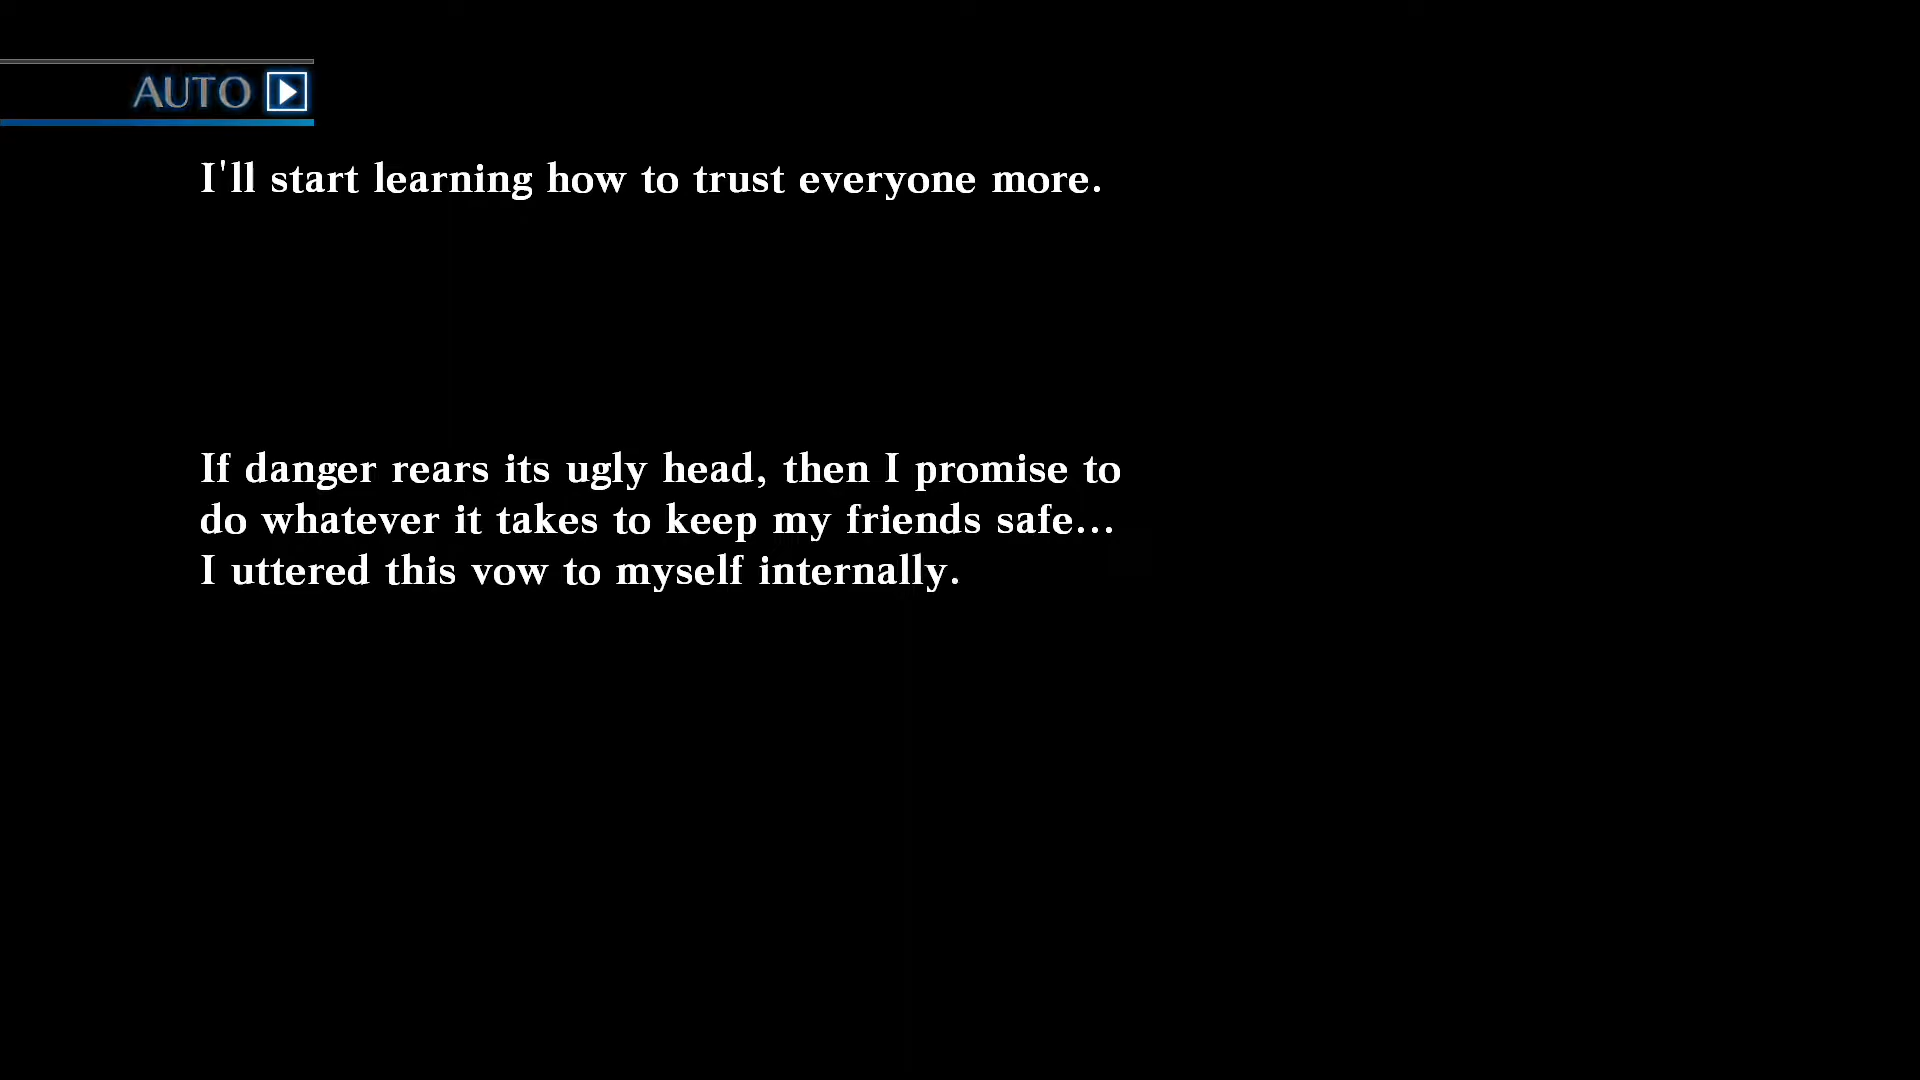 AUTO
I'll start learning how to trust everyone more.
If danger rears its ugly head, then I promise to
do whatever it takes to keep my friends safe...
I uttered this vow to myself internally.